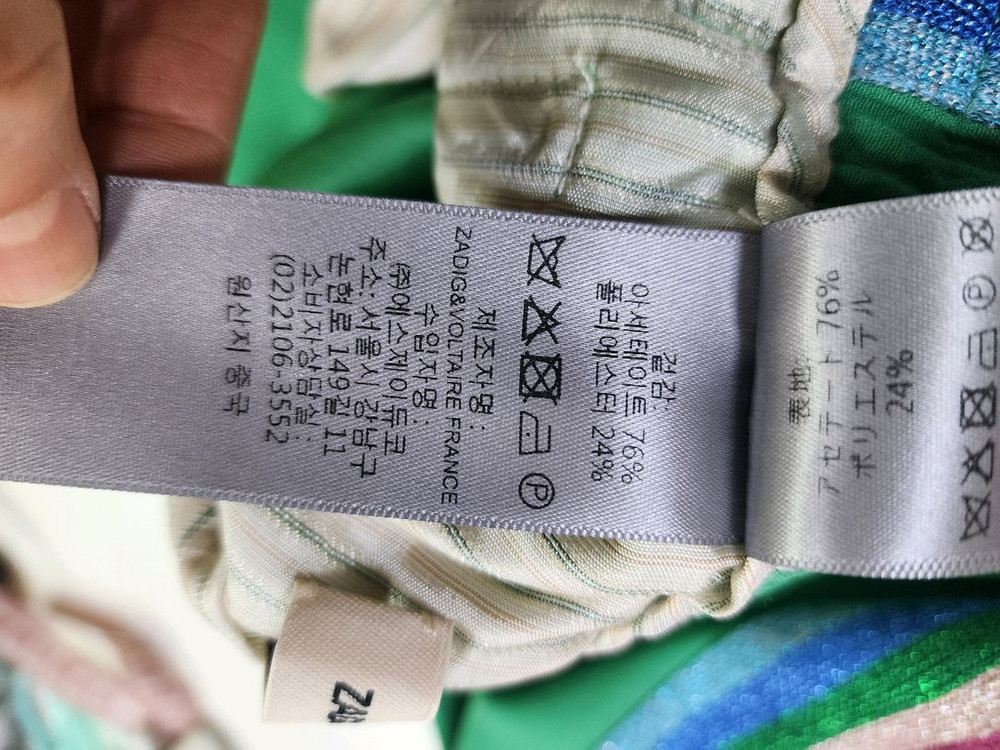 겉감:
아세테이트 76%
폴리에스터 24%
제조자명:
ZADIG&VOLTAIRE FRANCE
수입자명:
㈜에스제이듀코
주소: 서울시 강남구
논현로 149길 11
소비자상담실:
(02)2106-3552
원산지 중국
表地:
アセテート 76%
ポリエステル
24%